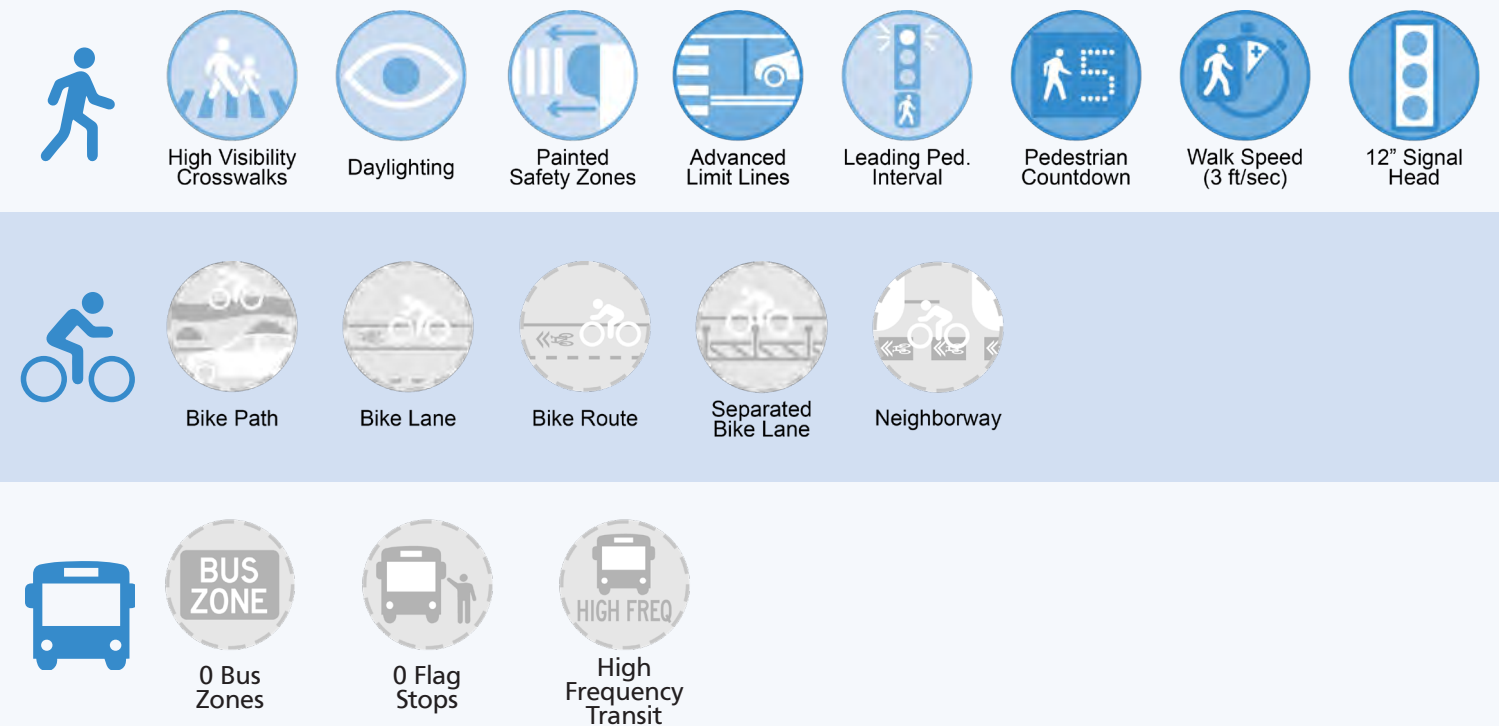 High Visibility
Crosswalks
Daylighting
Painted
Safety Zones
Advanced
Limit Lines
Leading Ped.
Interval
5
Pedestrian
Countdown
Walk Speed
(3 ft/sec)
12” Signal
Head
Bike Path
Bike Lane
Bike Route
Separated
Bike Lane
Neighborway
BUS
ZONE
0 Bus
Zones
0 Flag
Stops
HIGH FREQ
High
Frequency
Transit